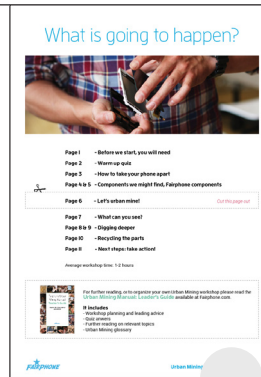 What is going to happen?
Page 1 - Before we start, you will need
Page 2 - Warm up quiz
Page 3 - How to take your phone apart
Page 4 & 5 - Components we might find, Fairphone components
Page 6 - Let's urban mine! Cut this page out
Page 7 - What can you see!
Page 8 & 9 - Digging deeper
Page 10 - Recycling the parts
Page 11 - Next steps: take action!
Average workshop time: 1-2 hours
For further reading, or to organize your own Urban Mining workshop please read the
Urban Mining Manual: Leader's Guide available at Fairphone.com.
It includes
- Workshop planning and leading advice
- Quiz anwers
- Further reading on relevant topics
- Urban Mining glossary
FAIRPHONE
Urban Mining